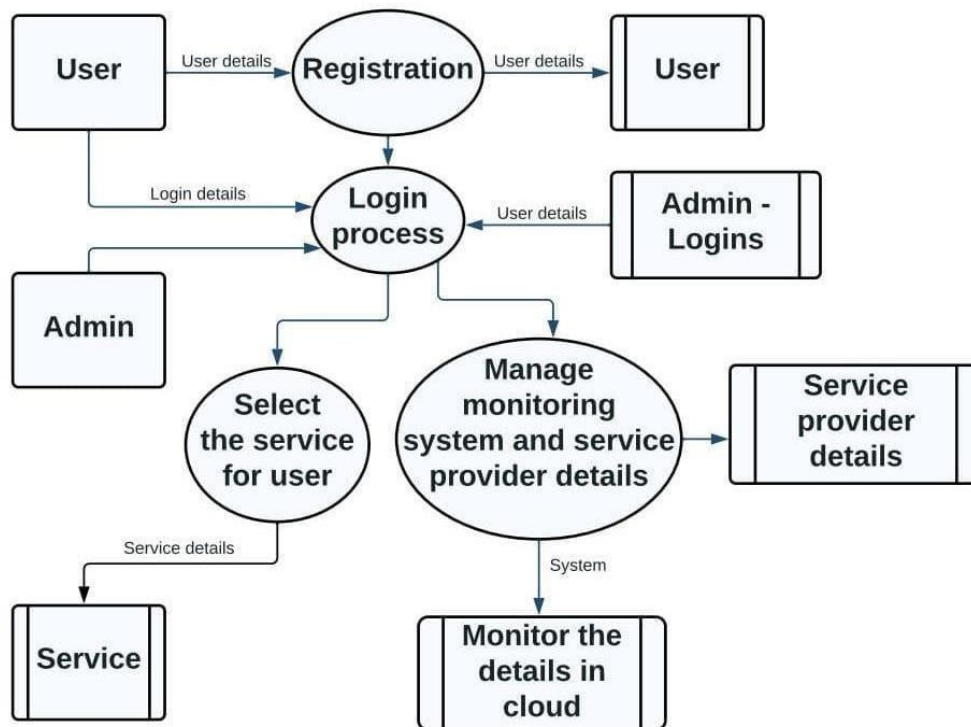 User
User details
Registration
User details
User
Login details
Login
process
User details
Admin -
Logins
Admin
Select
the service
for user
Manage
monitoring
system and service
provider details
Service
provider
details
Service details
System
Service
Monitor the
details in
cloud